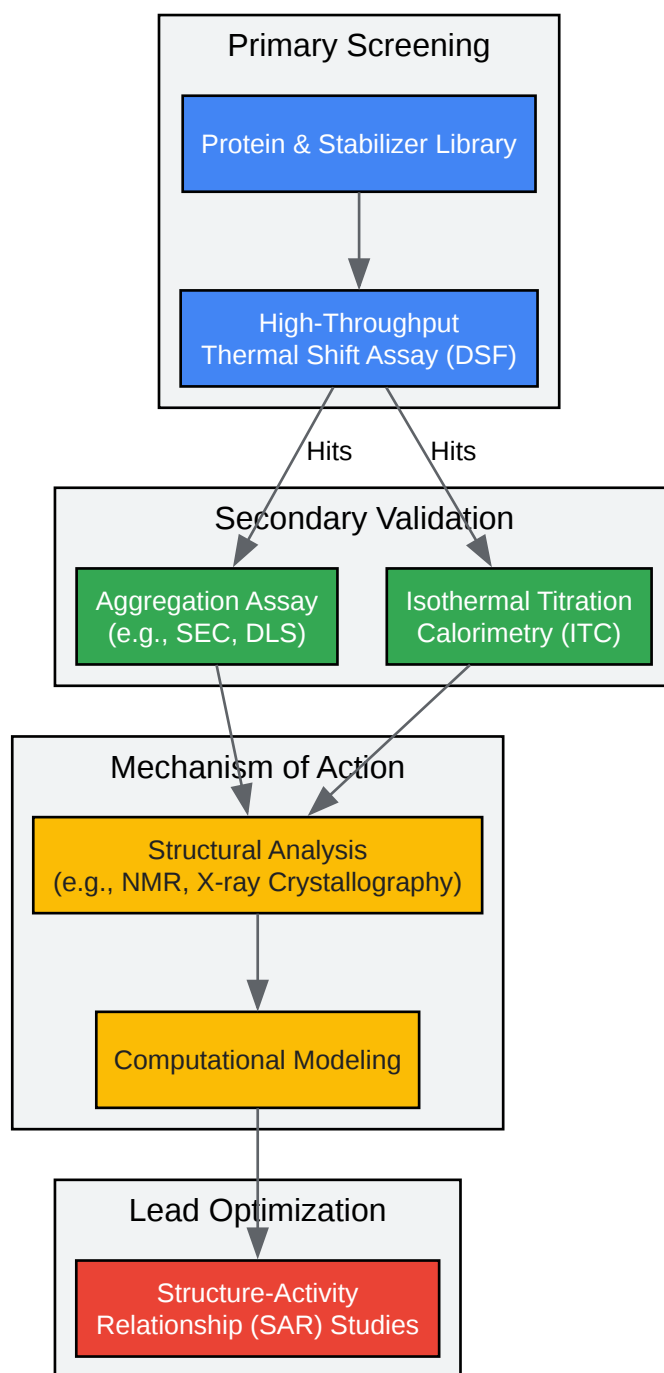 Primary Screening
Protein & Stabilizer Library
High-Throughput
Thermal Shift Assay (DSF)
Hits
Hits
Secondary Validation
Aggregation Assay
(e.g., SEC, DLS)
Isothermal Titration
Calorimetry (ITC)
Mechanism of Action
Structural Analysis
(e.g., NMR, X-ray Crystallography)
Computational Modeling
Lead Optimization
Structure-Activity
Relationship (SAR) Studies